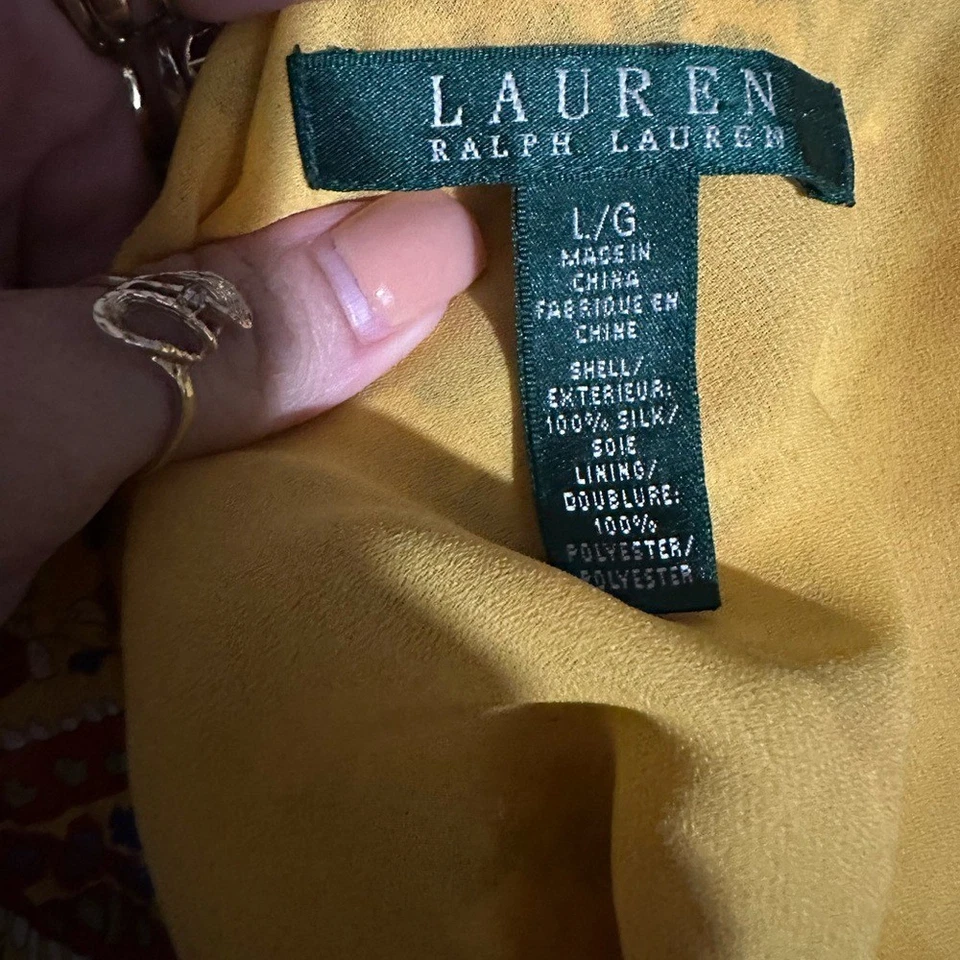 LAUREN
RALPH LAUREN
L/G
MADE IN
CHINA
FABRIQUE EN
CHINE
SHELL/
EXTERIEUR:
100% SILK/
SOIE
LINING/
DOUBLURE:
100%
POLYESTER/
POLYESTER